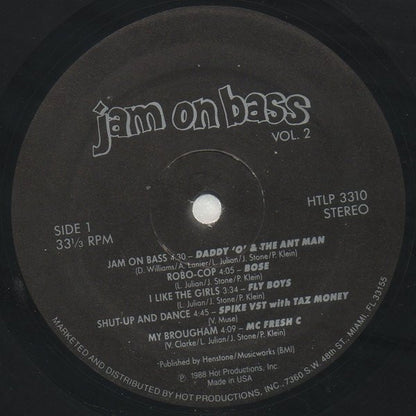 jam on bass
VOL. 2
HTLP 3310
STEREO
SIDE 1
33⅓ RPM
JAM ON BASS 4:30 – DADDY 'O' & THE ANT MAN
(D. Williams/A. Lanier/L. Julian/J. Stone/P. Klein)
ROBO-COP 4:05 – BOSE
(L. Julian/J. Stone/P. Klein)
I LIKE THE GIRLS 3:34 – FLY BOYS
(L. Julian/J. Stone/P. Klein)
SHUT-UP AND DANCE 4:45 – SPIKE VST with TAZ MONEY
(V. Muse)
MY BROUGHAM 4:09 – MC FRESH C
(V. Clarke/L. Julian/J. Stone/P. Klein)
Published by Henstone/Musicworks (BMI)
℗ 1988 Hot Productions, Inc.
Made in USA
MARKETED AND DISTRIBUTED BY HOT PRODUCTIONS, INC., 7360 S.W. 48th ST, MIAMI, FL 33155